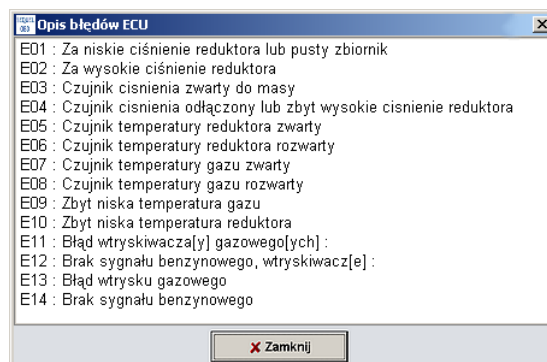 Opis błędów ECU
E01 : Za niskie ciśnienie reduktora lub pusty zbiornik
E02 : Za wysokie ciśnienie reduktora
E03 : Czujnik cisnienia zwarty do masy
E04 : Czujnik cisnienia odłączony lub zbyt wysokie cisnienie reduktora
E05 : Czujnik temperatury reduktora zwarty
E06 : Czujnik temperatury reduktora rozwarty
E07 : Czujnik temperatury gazu zwarty
E08 : Czujnik temperatury gazu rozwarty
E09 : Zbyt niska temperatura gazu
E10 : Zbyt niska temperatura reduktora
E11 : Błąd wtryskiwacza[y] gazowego[ych] :
E12 : Brak sygnału benzynowego, wtryskiwacz[e] :
E13 : Błąd wtrysku gazowego
E14 : Brak sygnału benzynowego
Zamknij